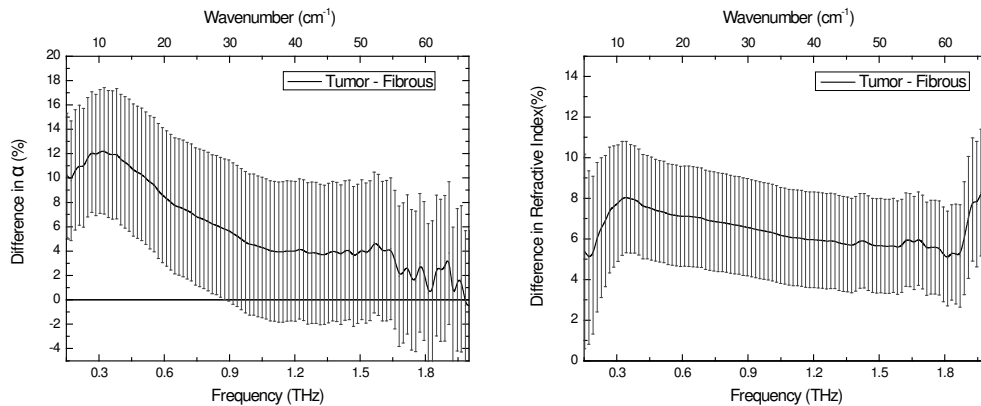 Wavenumber (cm⁻¹)
10 20 30 40 50 60
20
18
16
14
12
10
8
6
4
2
0
-2
-4
Difference in α (%)
Tumor - Fibrous
0.3 0.6 0.9 1.2 1.5 1.8
Frequency (THz)
Wavenumber (cm⁻¹)
10 20 30 40 50 60
14
12
10
8
6
4
2
0
Difference in Refractive Index(%)
Tumor - Fibrous
0.3 0.6 0.9 1.2 1.5 1.8
Frequency (THz)